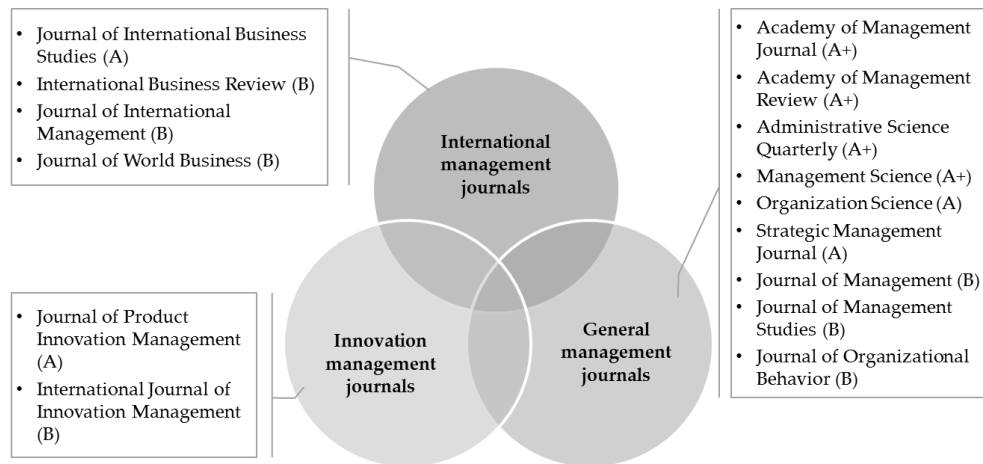 • Journal of International Business
Studies (A)
• International Business Review (B)
• Journal of International
Management (B)
• Journal of World Business (B)
International
management
journals
• Academy of Management
Journal (A+)
• Academy of Management
Review (A+)
• Administrative Science
Quarterly (A+)
• Management Science (A+)
• Organization Science (A)
• Strategic Management
Journal (A)
• Journal of Management (B)
• Journal of Management
Studies (B)
• Journal of Organizational
Behavior (B)
• Journal of Product
Innovation Management
(A)
• International Journal of
Innovation Management
(B)
Innovation
management
journals
General
management
journals